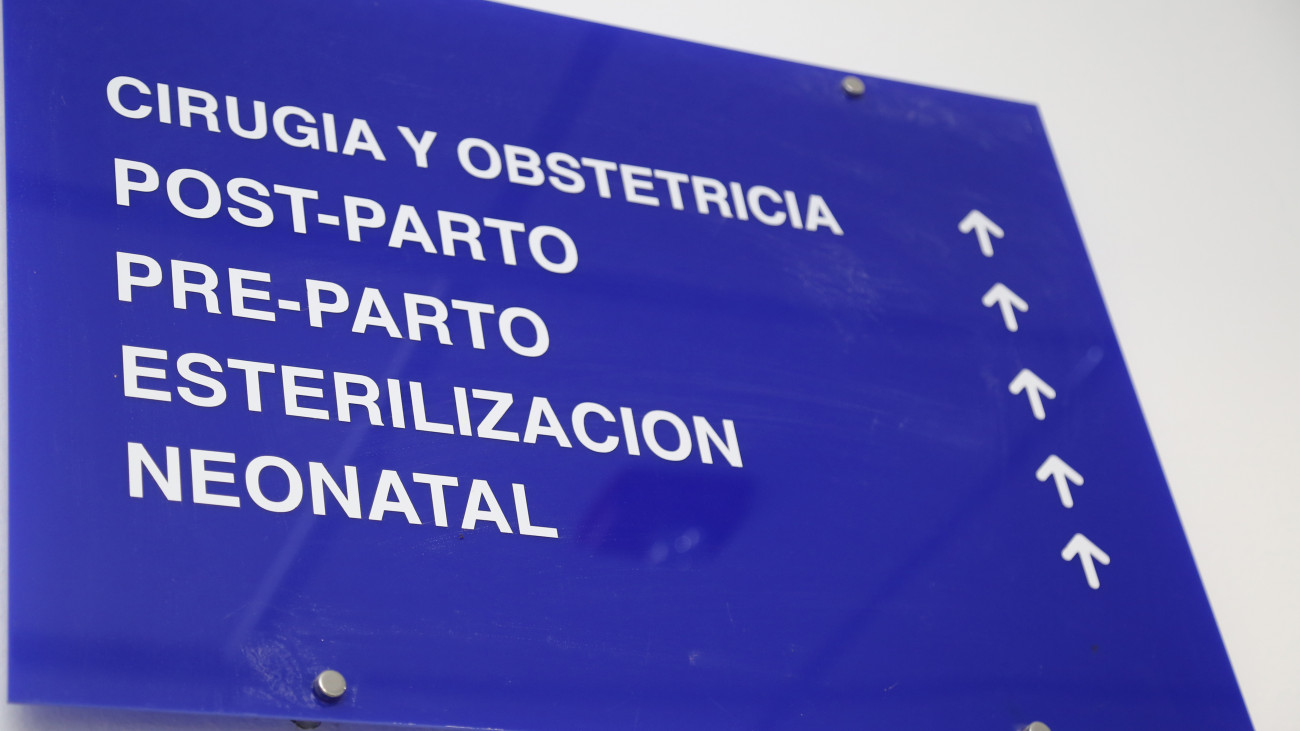 CIRUGIA Y OBSTETRICIA
POST-PARTO
PRE-PARTO
ESTERILIZACION
NEONATAL